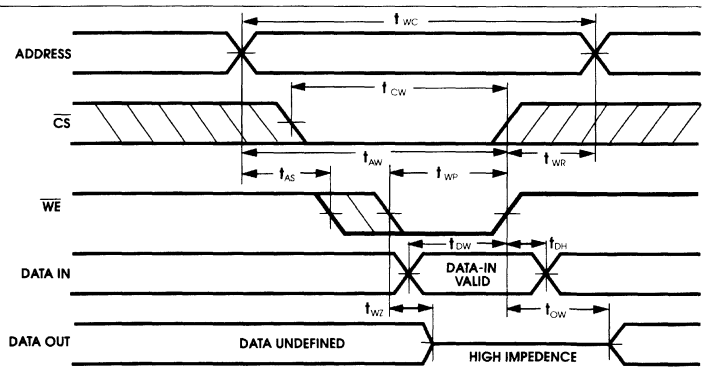 t WC
ADDRESS
t CW
CS
t AW
t WR
t AS
t WP
WE
t DW
t DH
DATA IN
DATA-IN
VALID
t WZ
t OW
DATA OUT
DATA UNDEFINED
HIGH IMPEDENCE